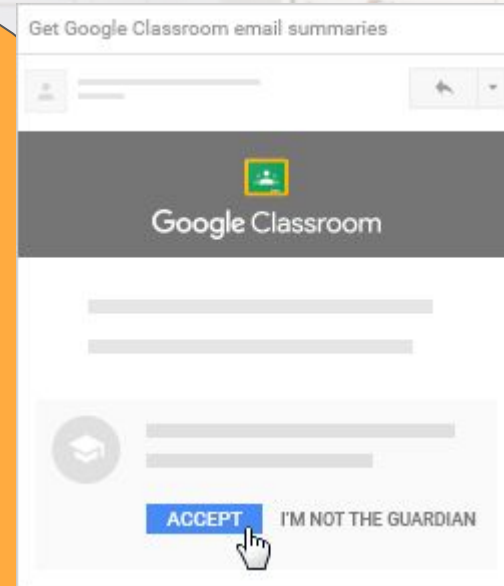 Get Google Classroom email summaries
Google Classroom
ACCEPT I'M NOT THE GUARDIAN